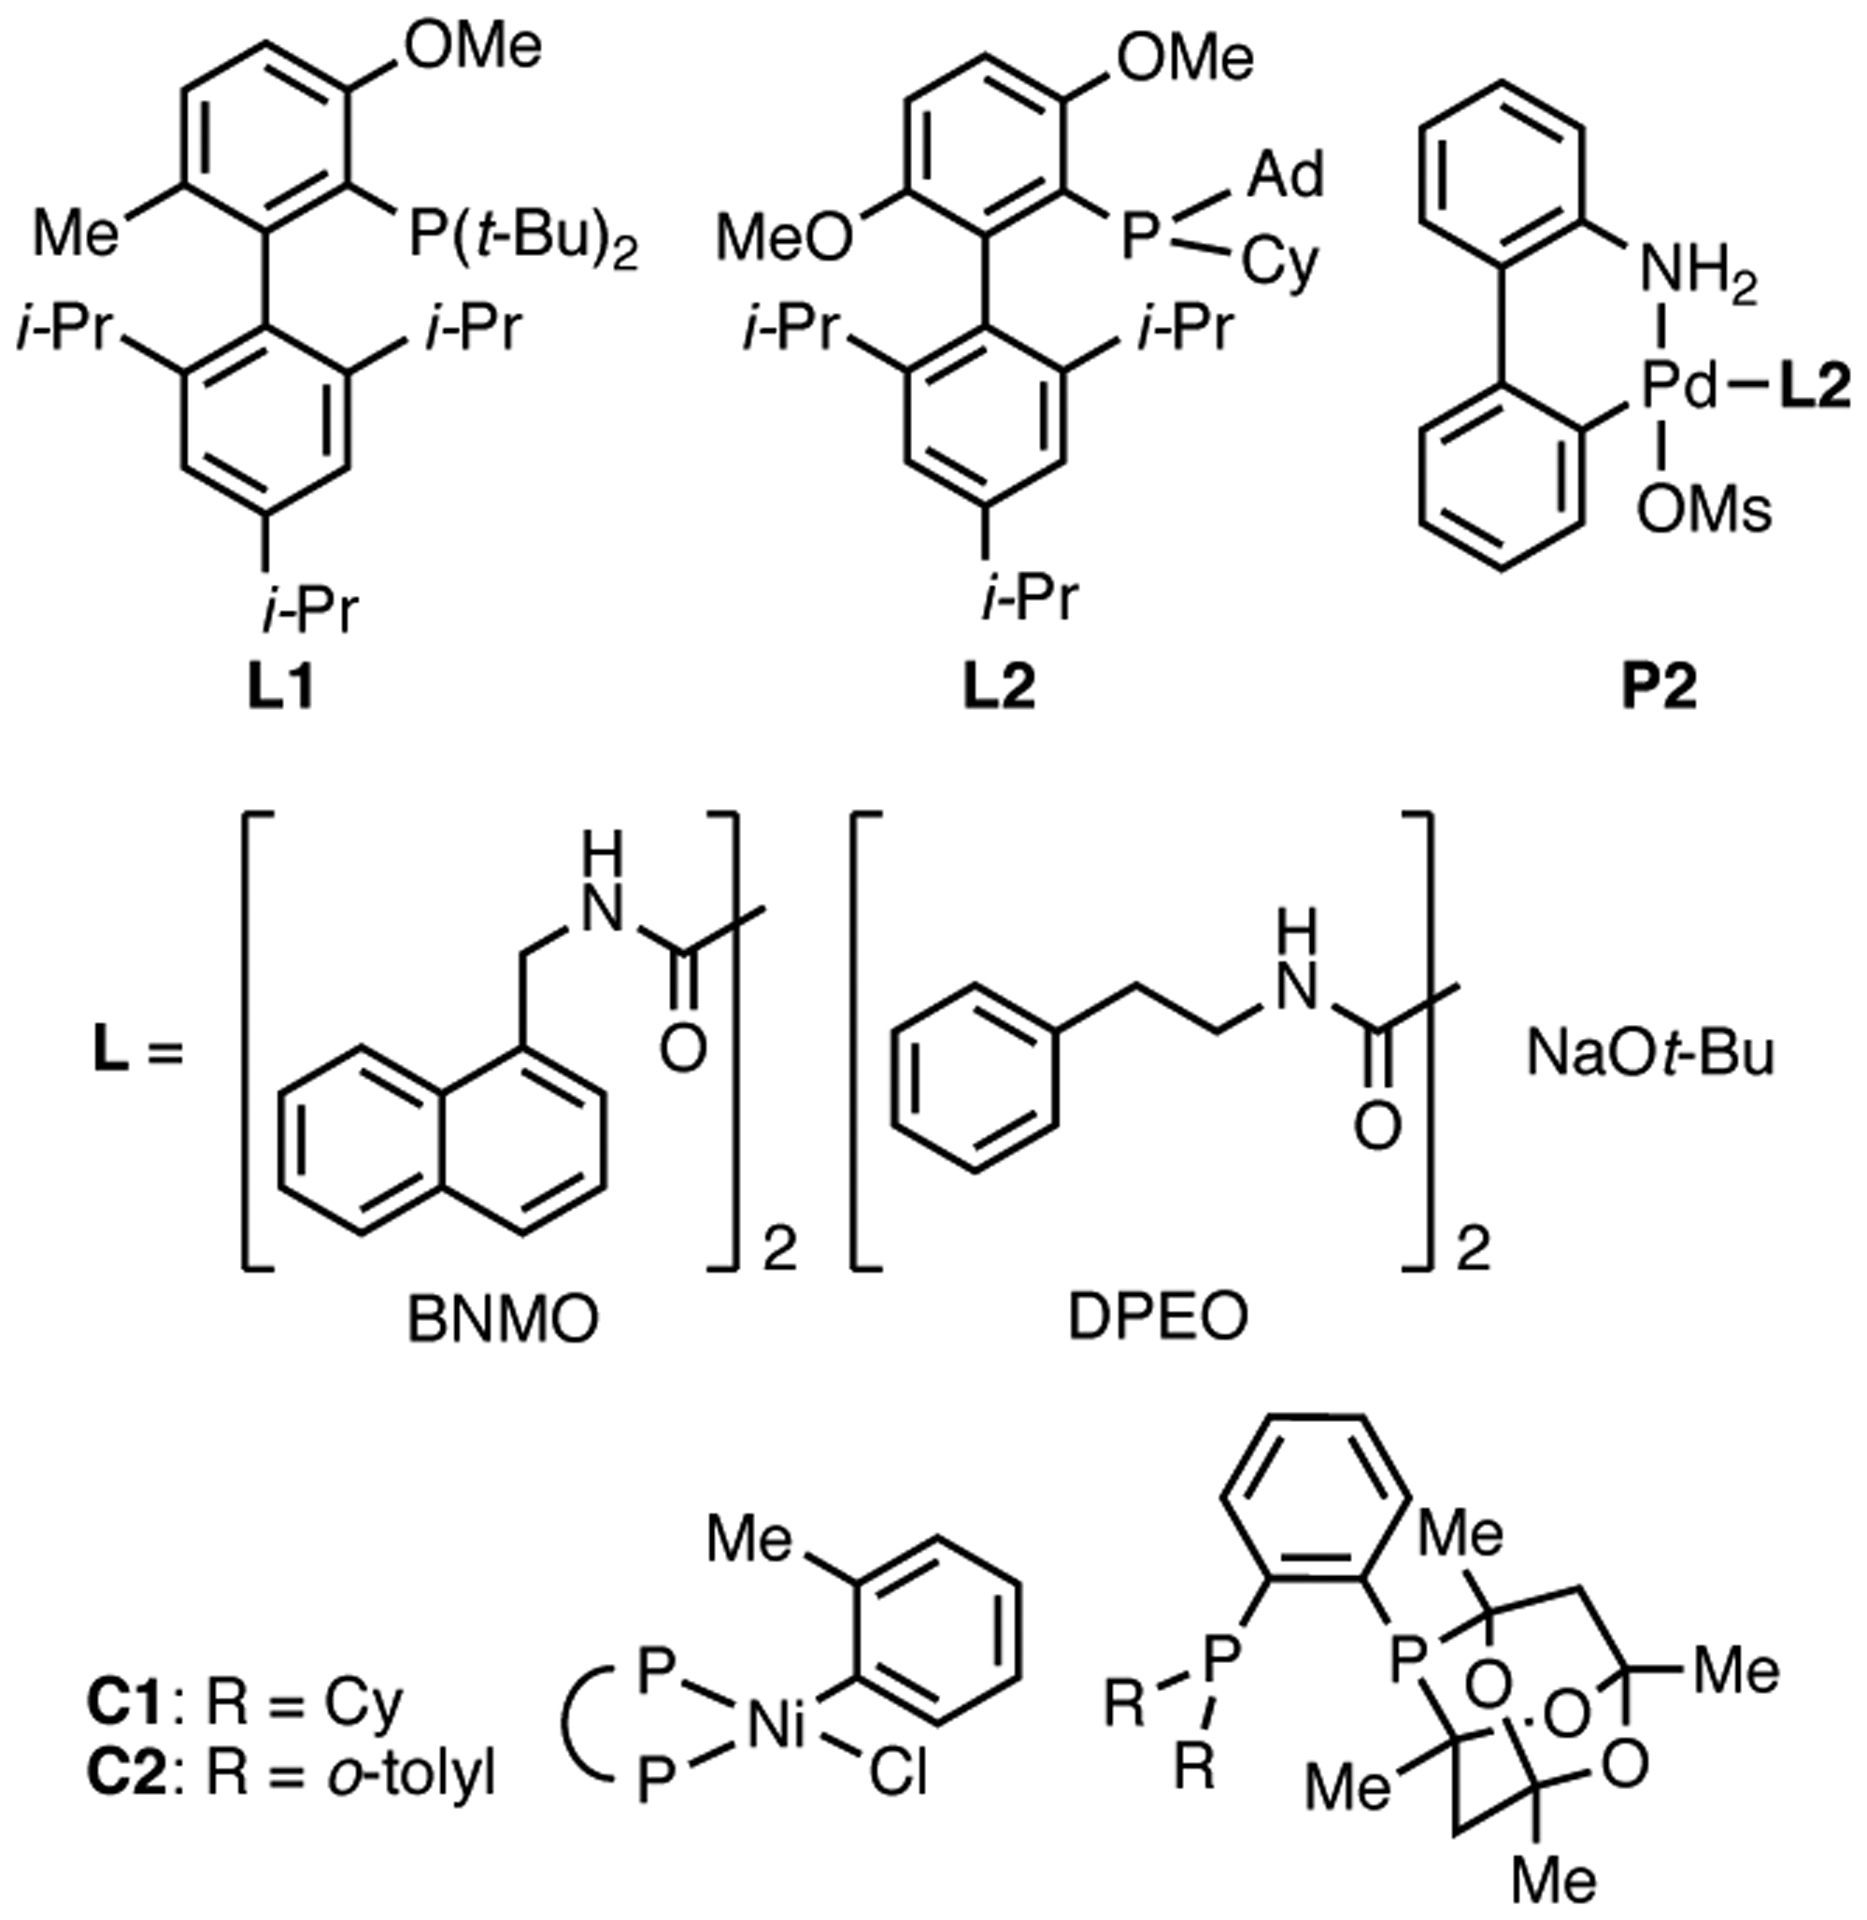 OMe
Me
P(t-Bu)2
i-Pr
i-Pr
i-Pr
L1
OMe
MeO
P
Ad
Cy
i-Pr
i-Pr
i-Pr
L2
NH2
Pd
L2
OMs
P2
L =
H
N
O
2
BNMO
H
N
O
2
DPEO
NaOt-Bu
C1: R = Cy
C2: R = o-tolyl
Me
P
P
Ni
Cl
P
R
R
P
Me
O
O
Me
O
Me
Me